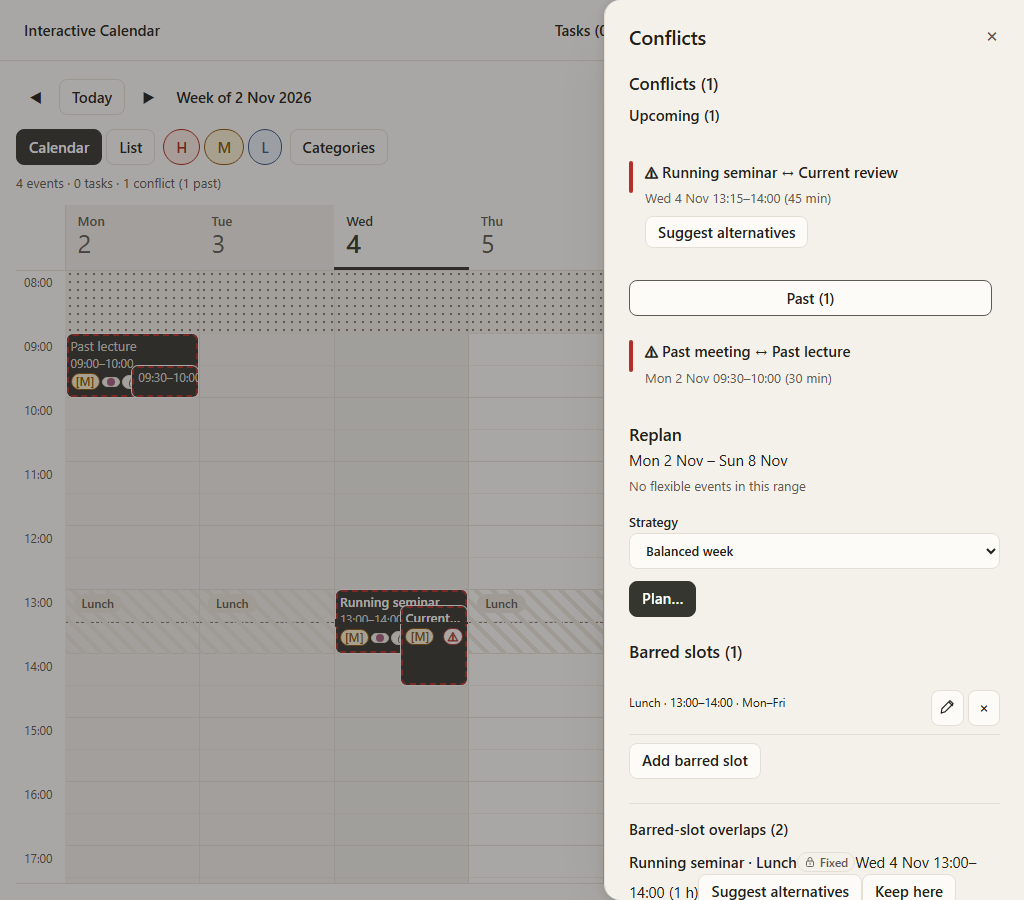 Interactive Calendar
Tasks (0
◀ Today ▶ Week of 2 Nov 2026
Calendar List H M L Categories
4 events · 0 tasks · 1 conflict (1 past)
Mon Tue Wed Thu
2 3 4 5
08:00
09:00
Past lecture
09:00–10:00
09:30–10:00
[M]
10:00
11:00
12:00
13:00
Lunch
Lunch
Running seminar
13:00–14:00
[M]
Current…
[M]
Lunch
14:00
15:00
16:00
17:00
Conflicts
×
Conflicts (1)
Upcoming (1)
⚠ Running seminar ↔ Current review
Wed 4 Nov 13:15–14:00 (45 min)
Suggest alternatives
Past (1)
⚠ Past meeting ↔ Past lecture
Mon 2 Nov 09:30–10:00 (30 min)
Replan
Mon 2 Nov – Sun 8 Nov
No flexible events in this range
Strategy
Balanced week
Plan…
Barred slots (1)
Lunch · 13:00–14:00 · Mon–Fri
×
Add barred slot
Barred-slot overlaps (2)
Running seminar · Lunch Fixed Wed 4 Nov 13:00–
14:00 (1 h) Suggest alternatives Keep here